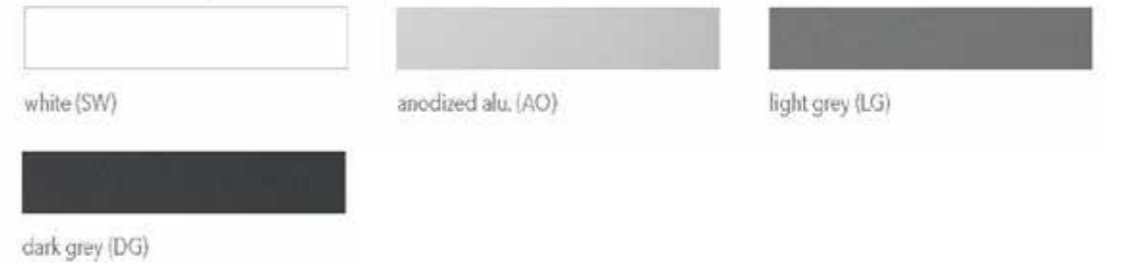 white (SW)
anodized alu. (AO)
light grey (LG)
dark grey (DG)